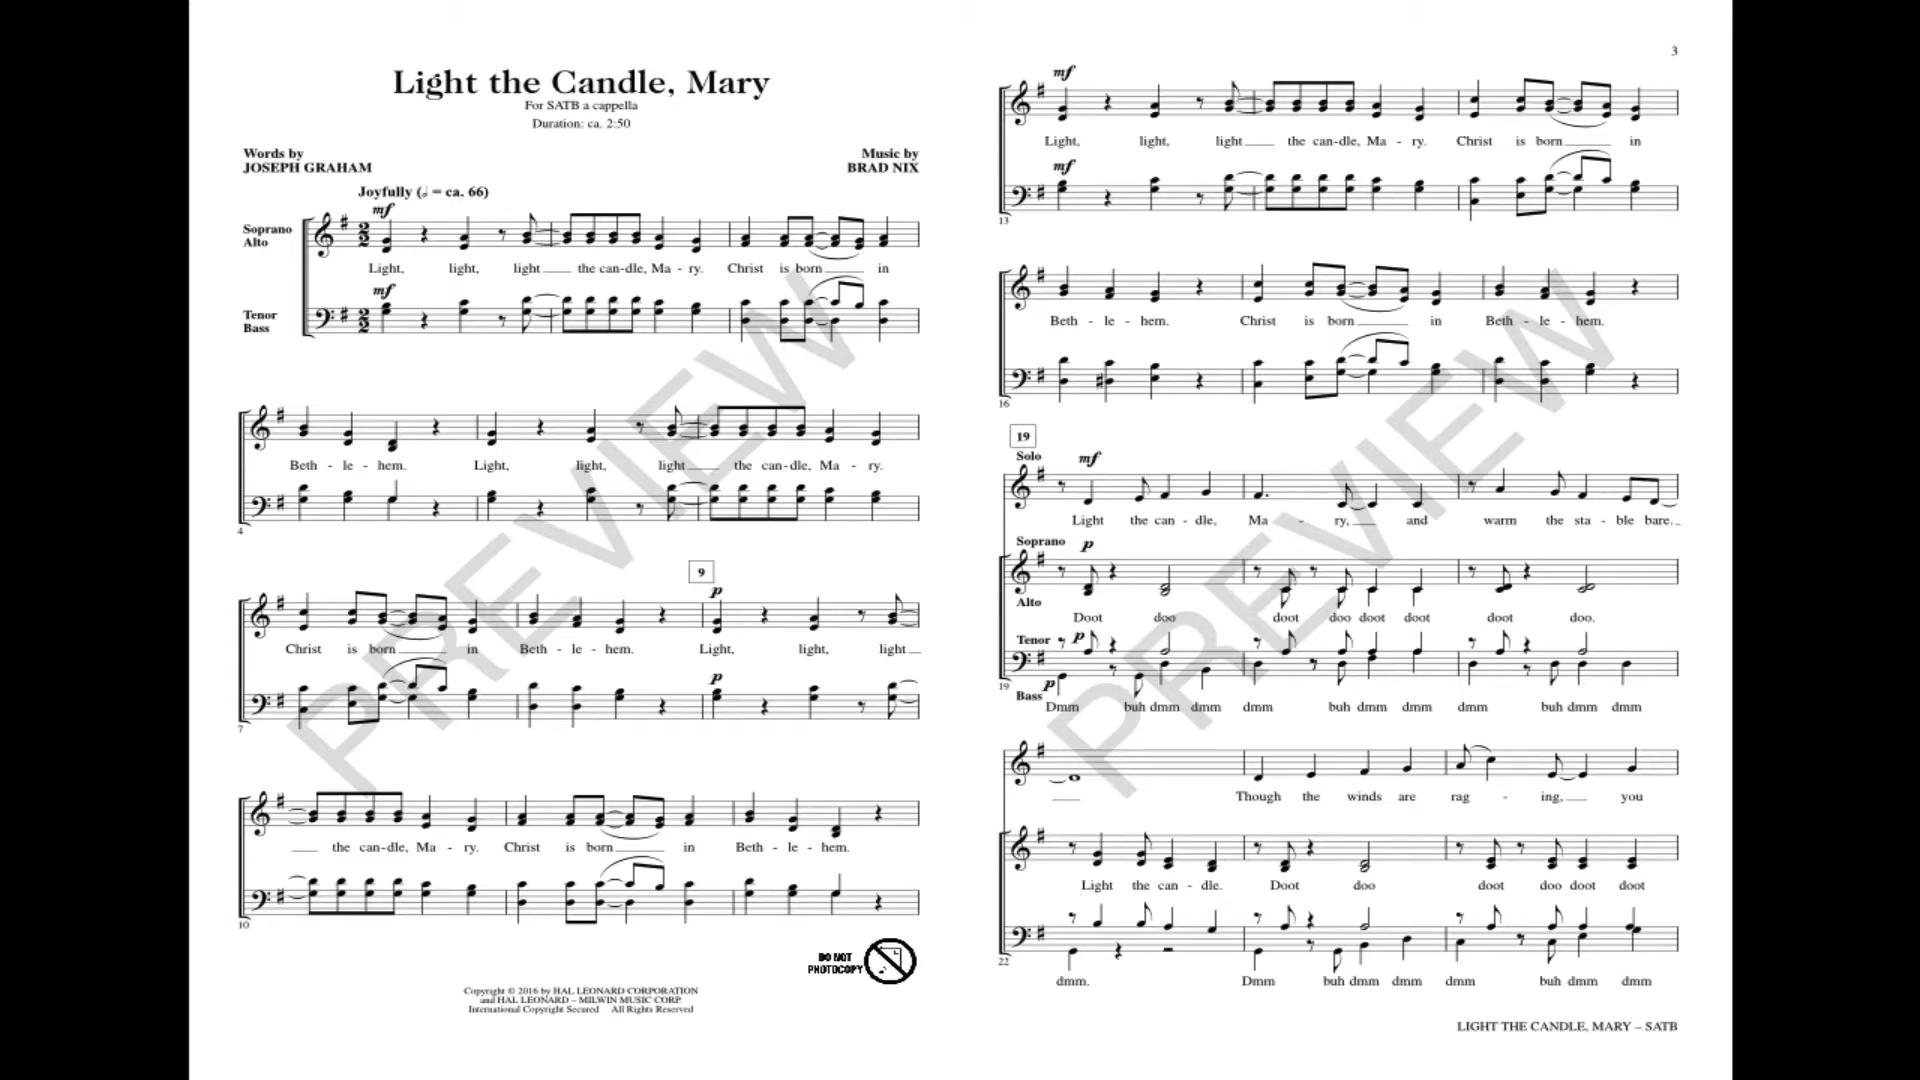 Light the Candle, Mary
For SATB a cappella
Duration: ca. 2:50
Words by
JOSEPH GRAHAM
Music by
BRAD NIX
Joyfully (𝅗𝅥 = ca. 66)
mf
Soprano
Alto
Light, light, light the can-dle, Ma - ry. Christ is born in
mf
Tenor
Bass
Beth - le - hem. Light, light, light the can-dle, Ma - ry.
4
9
p
Christ is born in Beth - le - hem. Light, light, light
p
7
the can-dle, Ma - ry. Christ is born in Beth - le - hem.
10
DO NOT
PHOTOCOPY
Copyright © 2016 by HAL LEONARD CORPORATION
and HAL LEONARD – MILWIN MUSIC CORP.
International Copyright Secured All Rights Reserved
PREVIEW
3
mf
Light, light, light the can-dle, Ma - ry. Christ is born in
mf
13
Beth - le - hem. Christ is born in Beth - le - hem.
16
19
Solo
mf
Light the can - dle, Ma - ry, and warm the sta - ble bare.
Soprano
p
Alto
Doot doo doot doo doot doot doot doo.
Tenor
p
19
Bass
p
Dmm buh dmm dmm dmm buh dmm dmm dmm buh dmm dmm
Though the winds are rag - ing, you
Light the can - dle. Doot doo doot doo doot doot
22
dmm. Dmm buh dmm dmm dmm buh dmm dmm
LIGHT THE CANDLE, MARY – SATB
PREVIEW